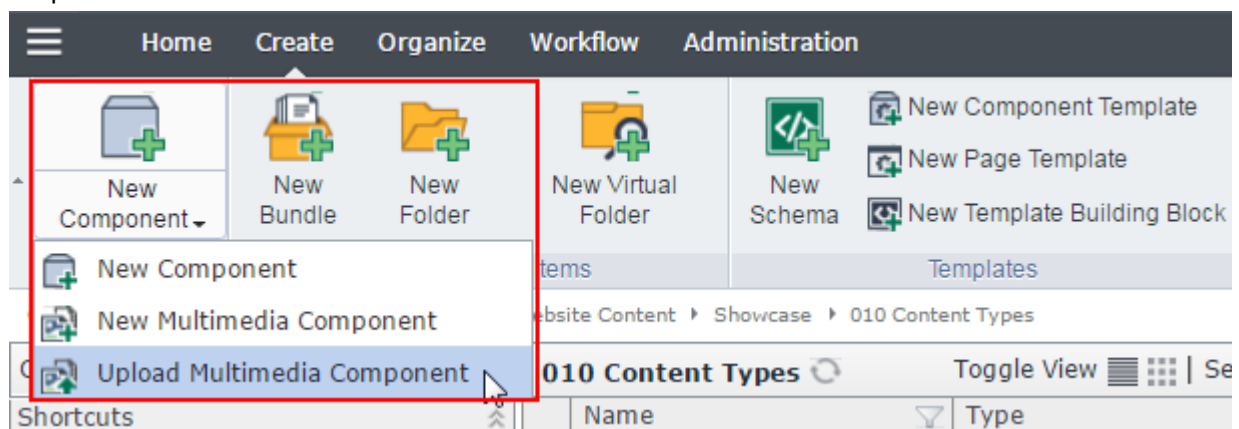 Home Create Organize Workflow Administration
New Component Template
New Page Template
New Template Building Block
New
Component
New
Bundle
New
Folder
New Virtual
Folder
New
Schema
tems
Templates
New Component
New Multimedia Component
Upload Multimedia Component
ebsite Content Showcase 010 Content Types
010 Content Types Toggle View | Se
Shortcuts Name Type